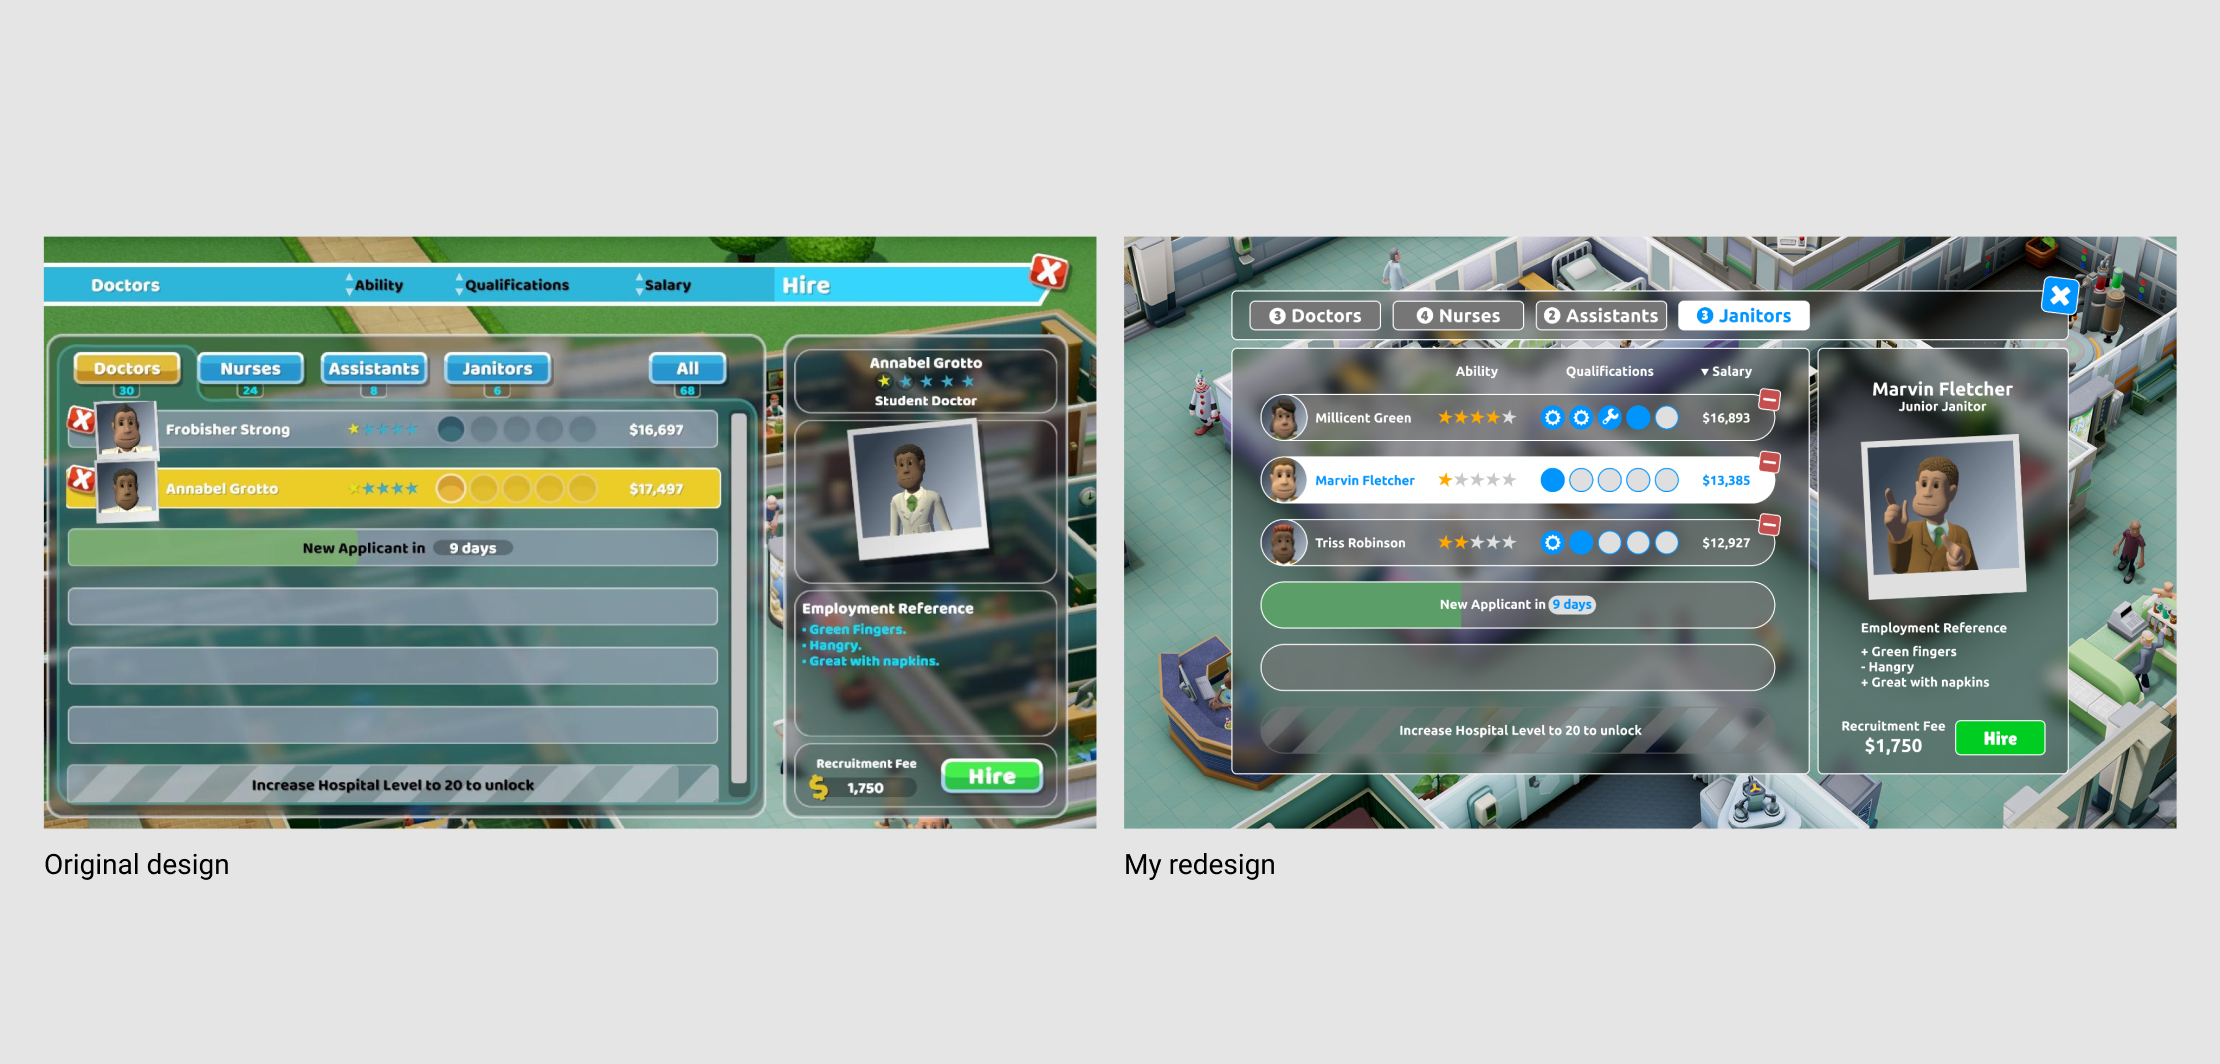 Doctors Ability Qualifications Salary Hire
Doctors Nurses Assistants Janitors All
30 24 8 6 68
Frobisher Strong $16,697
Annabel Grotto $17,497
New Applicant in 9 days
Increase Hospital Level to 20 to unlock
Annabel Grotto
Student Doctor
Employment Reference
• Green Fingers.
• Hangry.
• Great with napkins.
Recruitment Fee
$ 1,750
Hire
Original design
3 Doctors 4 Nurses 2 Assistants 3 Janitors
Ability Qualifications ▾ Salary
Millicent Green $16,893
Marvin Fletcher $13,385
Triss Robinson $12,927
New Applicant in 9 days
Increase Hospital Level to 20 to unlock
Marvin Fletcher
Junior Janitor
Employment Reference
+ Green fingers
- Hangry
+ Great with napkins
Recruitment Fee
$1,750
Hire
My redesign